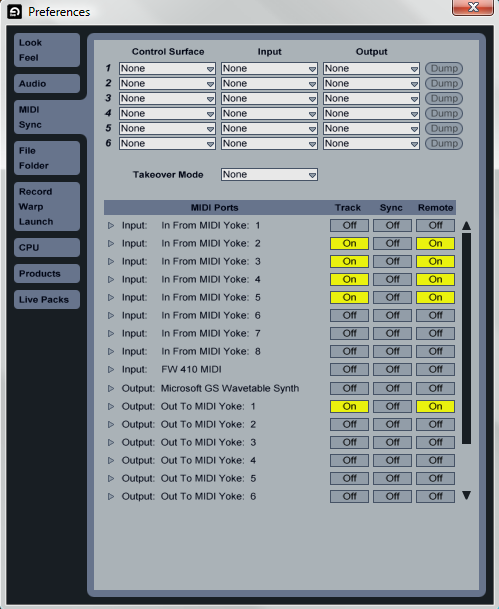 Preferences
X
Look
Feel
Audio
MIDI
Sync
File
Folder
Record
Warp
Launch
CPU
Products
Live Packs
Control Surface Input Output
1 None None None Dump
2 None None None Dump
3 None None None Dump
4 None None None Dump
5 None None None Dump
6 None None None Dump
Takeover Mode None
MIDI Ports Track Sync Remote
Input: In From MIDI Yoke: 1 Off Off Off
Input: In From MIDI Yoke: 2 On Off On
Input: In From MIDI Yoke: 3 On Off On
Input: In From MIDI Yoke: 4 On Off On
Input: In From MIDI Yoke: 5 On Off On
Input: In From MIDI Yoke: 6 Off Off Off
Input: In From MIDI Yoke: 7 Off Off Off
Input: In From MIDI Yoke: 8 Off Off Off
Input: FW 410 MIDI Off Off Off
Output: Microsoft GS Wavetable Synth Off Off Off
Output: Out To MIDI Yoke: 1 On Off On
Output: Out To MIDI Yoke: 2 Off Off Off
Output: Out To MIDI Yoke: 3 Off Off Off
Output: Out To MIDI Yoke: 4 Off Off Off
Output: Out To MIDI Yoke: 5 Off Off Off
Output: Out To MIDI Yoke: 6 Off Off Off